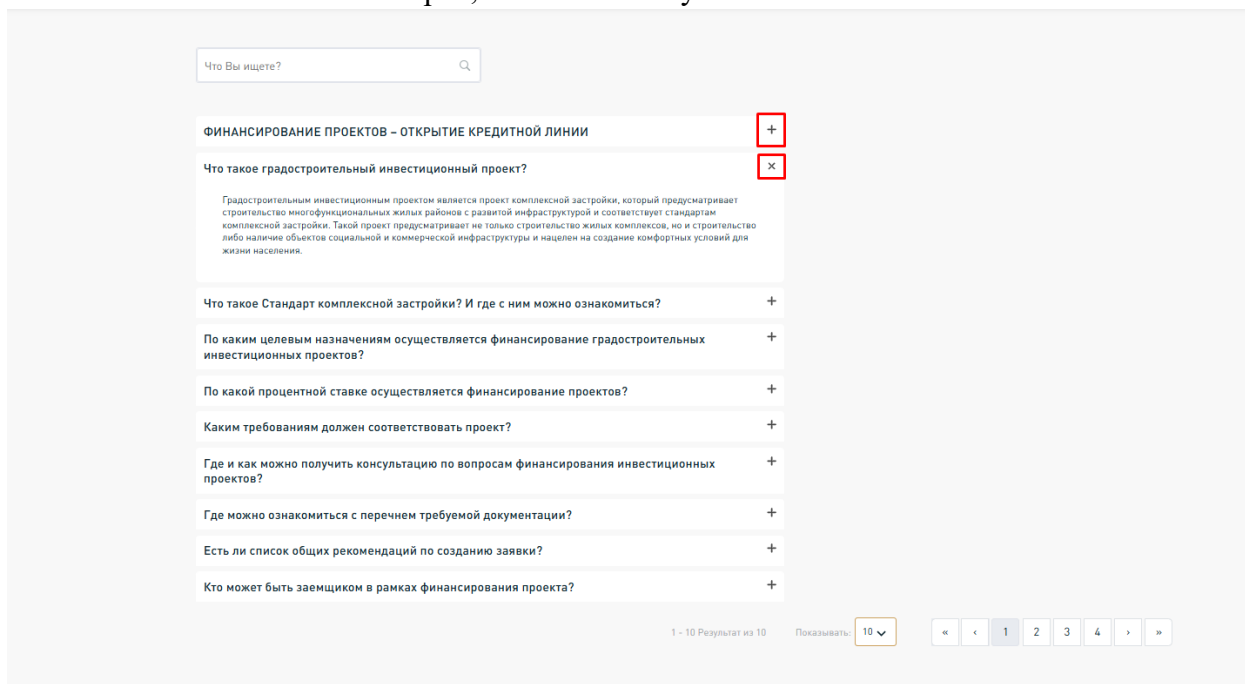 Что Вы ищете?
ФИНАНСИРОВАНИЕ ПРОЕКТОВ – ОТКРЫТИЕ КРЕДИТНОЙ ЛИНИИ +
Что такое градостроительный инвестиционный проект? ×
Градостроительным инвестиционным проектом является проект комплексной застройки, который предусматривает
строительство многофункциональных жилых районов с развитой инфраструктурой и соответствует стандартам
комплексной застройки. Такой проект предусматривает не только строительство жилых комплексов, но и строительство
либо наличие объектов социальной и коммерческой инфраструктуры и нацелен на создание комфортных условий для
жизни населения.
Что такое Стандарт комплексной застройки? И где с ним можно ознакомиться? +
По каким целевым назначениям осуществляется финансирование градостроительных +
инвестиционных проектов?
По какой процентной ставке осуществляется финансирование проектов? +
Каким требованиям должен соответствовать проект? +
Где и как можно получить консультацию по вопросам финансирования инвестиционных +
проектов?
Где можно ознакомиться с перечнем требуемой документации? +
Есть ли список общих рекомендаций по созданию заявки? +
Кто может быть заемщиком в рамках финансирования проекта? +
1 - 10 Результат из 10 Показывать: 10 « ‹ 1 2 3 4 › »